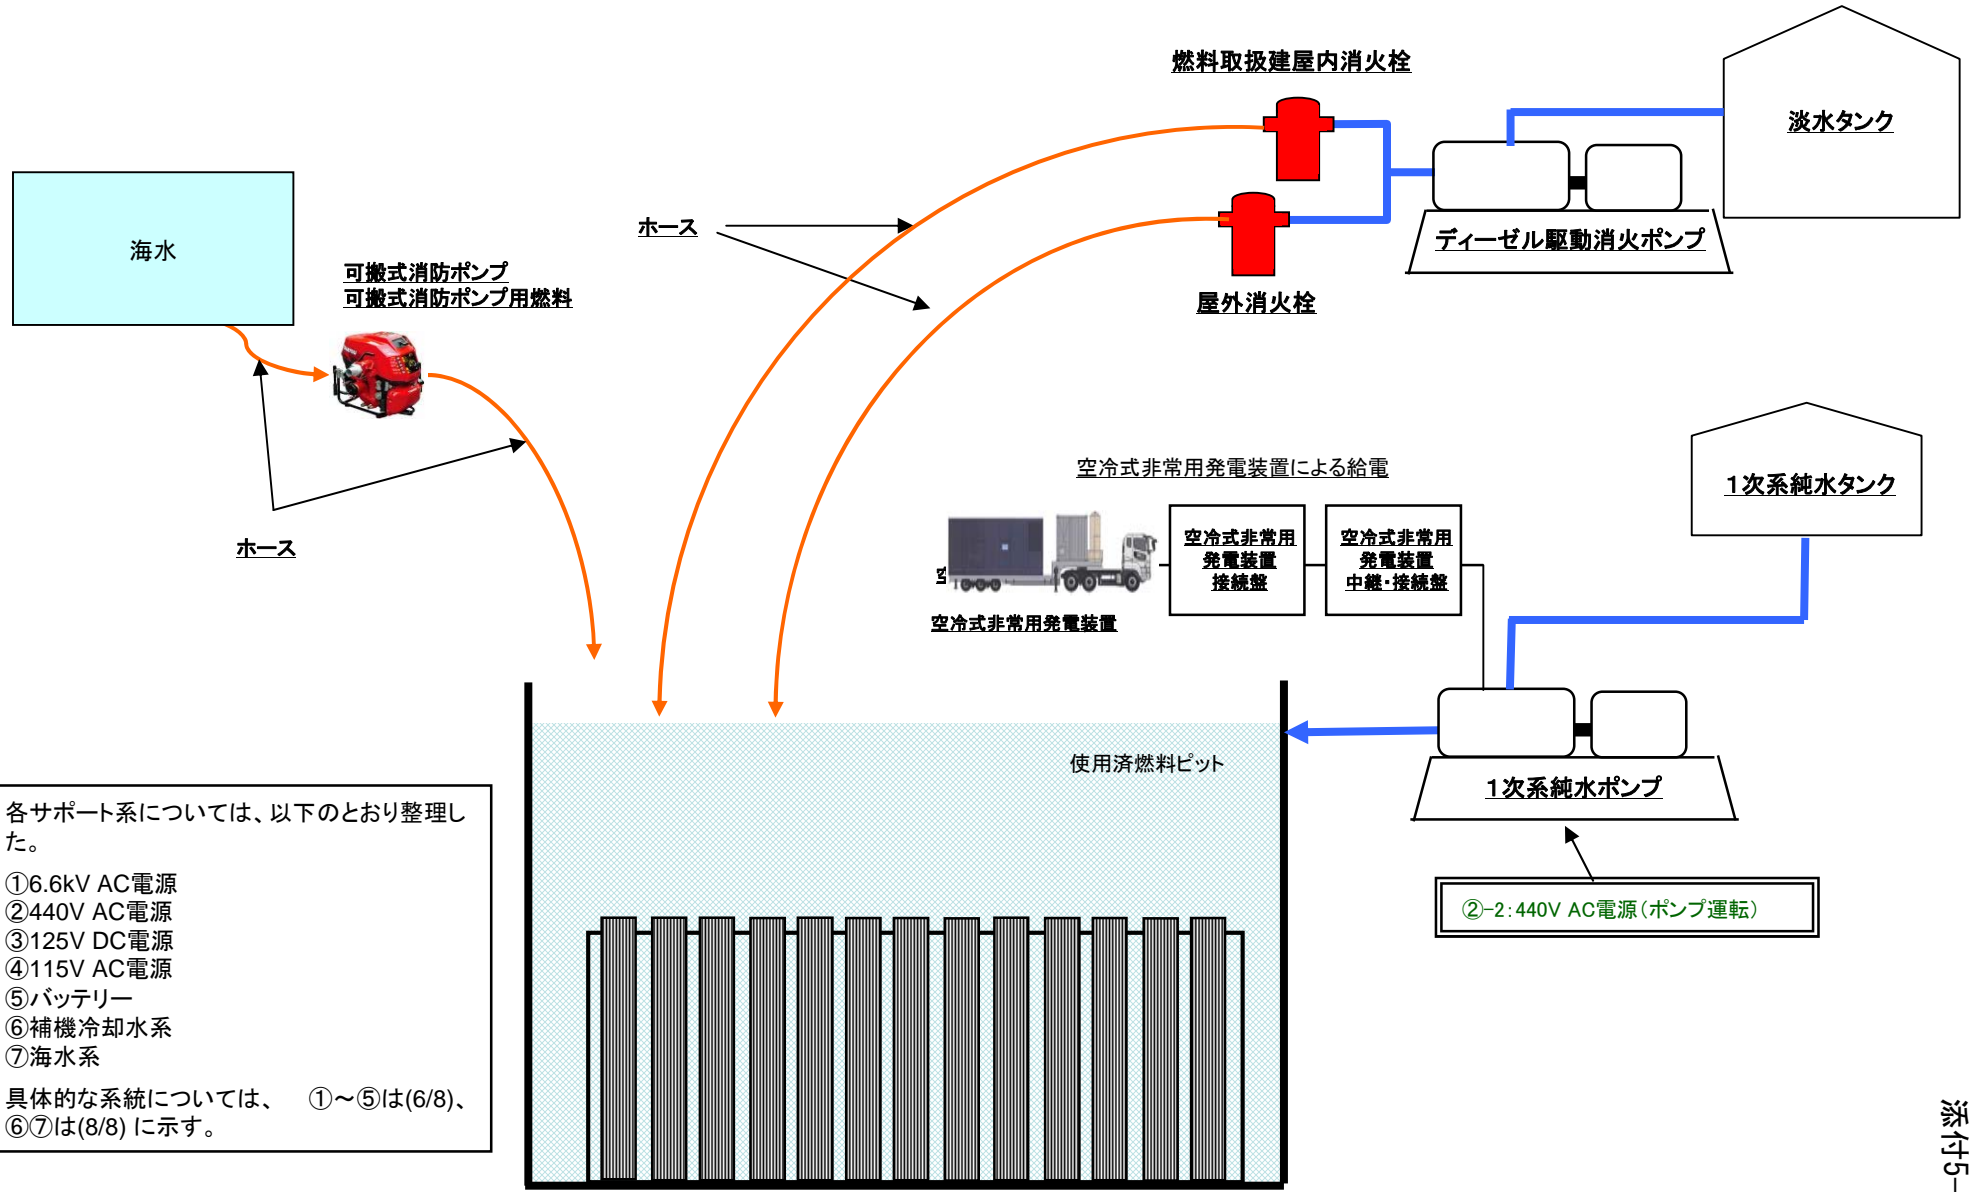 燃料取扱建屋内消火栓
淡水タンク
海水
ホース
ディーゼル駆動消火ポンプ
可搬式消防ポンプ
可搬式消防ポンプ用燃料
屋外消火栓
空冷式非常用発電装置による給電
1次系純水タンク
ホース
空冷式非常用
発電装置
接続盤
空冷式非常用
発電装置
中継・接続盤
空冷式非常用発電装置
使用済燃料ピット
1次系純水ポンプ
②-2:440V AC電源(ポンプ運転)
各サポート系については、以下のとおり整理し
た。
①6.6kV AC電源
②440V AC電源
③125V DC電源
④115V AC電源
⑤バッテリー
⑥補機冷却水系
⑦海水系
具体的な系統については、　①～⑤は(6/8)、
⑥⑦は(8/8) に示す。
添付5-